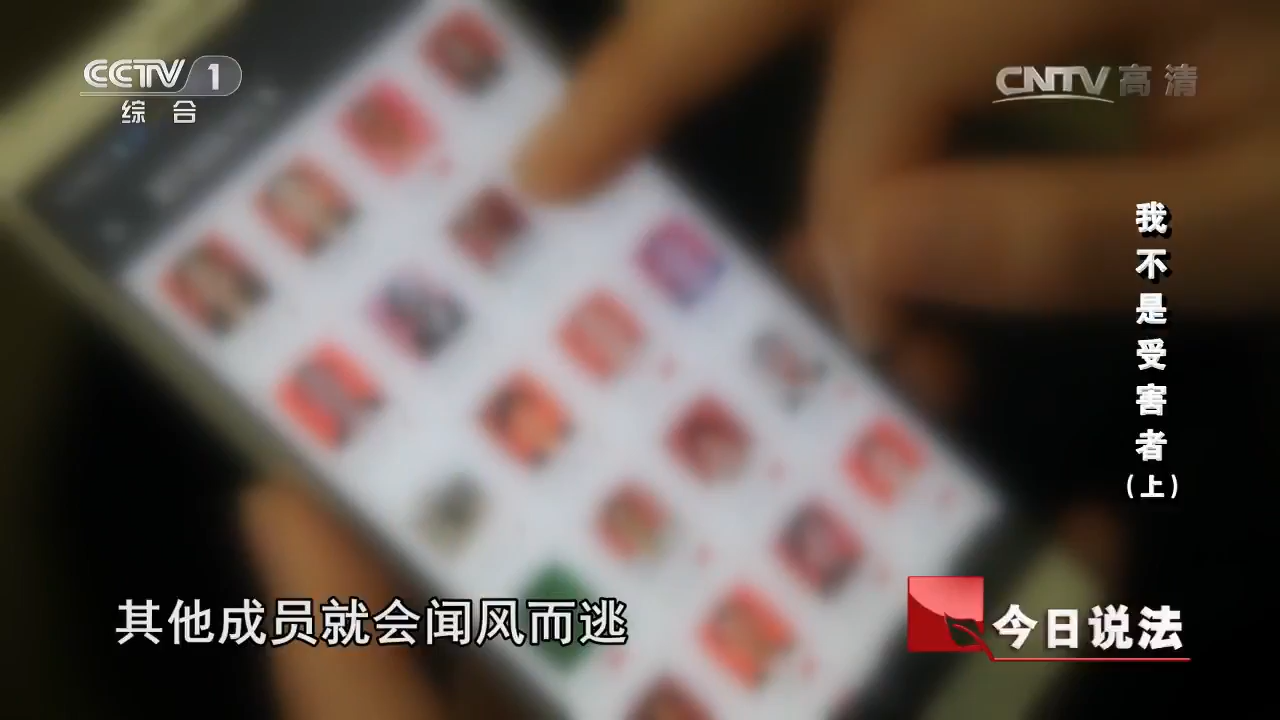 CCTV 1
综合
CNTV 高清
我不是受害者
(上)
其他成员就会闻风而逃
今日说法